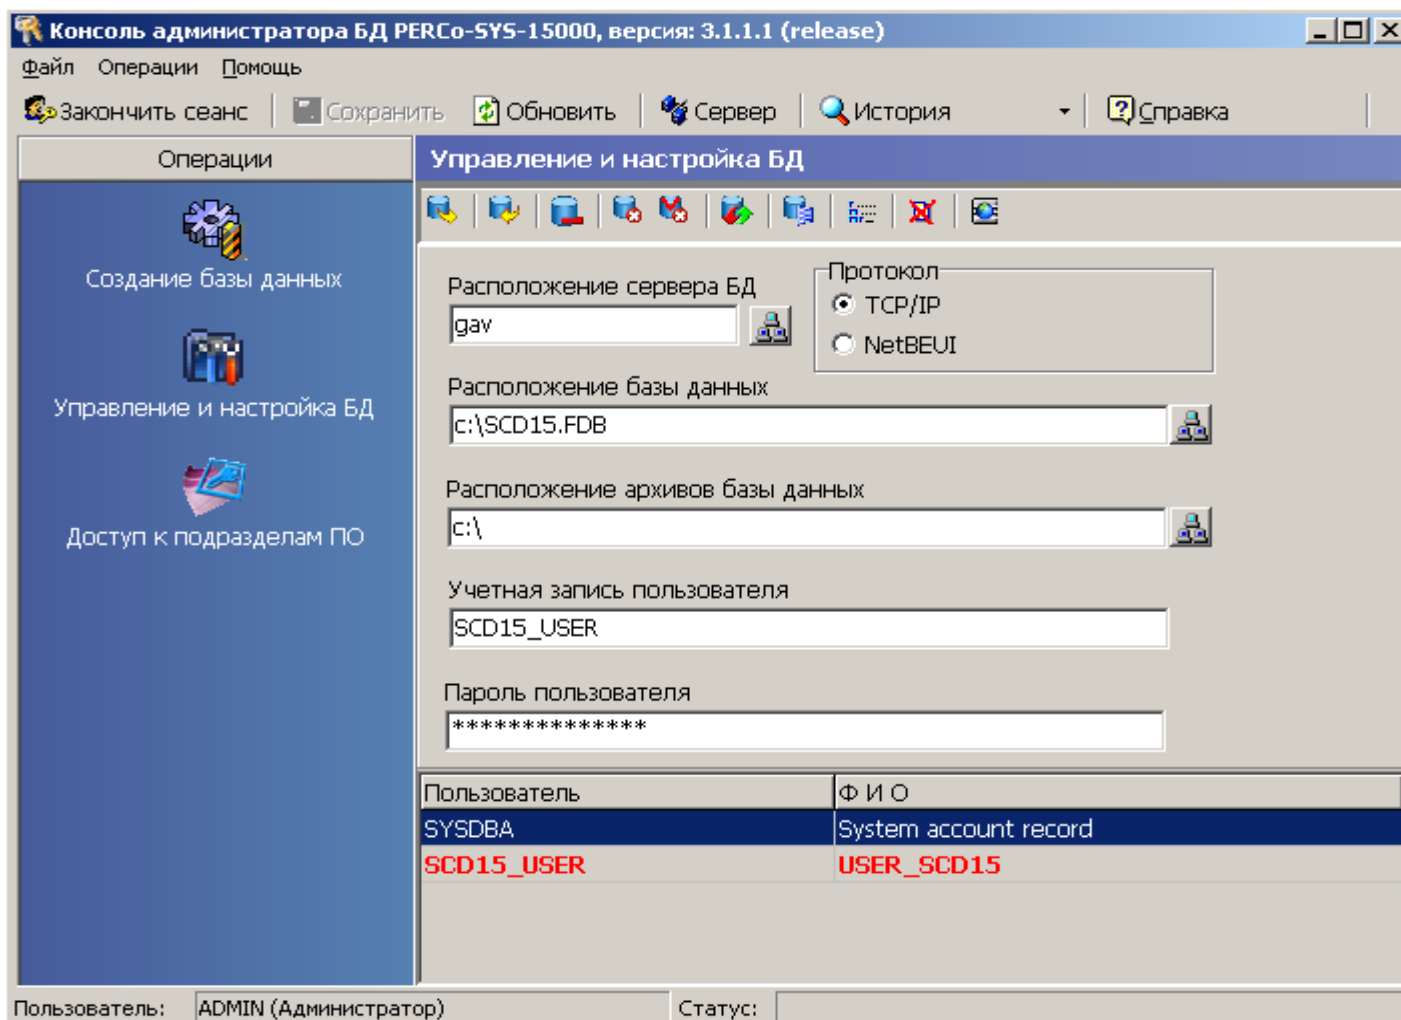 Консоль администратора БД PERCo-SYS-15000, версия: 3.1.1.1 (release)
Файл Операции Помощь
Закончить сеанс Сохранить Обновить Сервер История Справка
Операции
Управление и настройка БД
Создание базы данных
Управление и настройка БД
Доступ к подразделам ПО
Расположение сервера БД
gav
Протокол
TCP/IP
NetBEUI
Расположение базы данных
c:\SCD15.FDB
Расположение архивов базы данных
c:\
Учетная запись пользователя
SCD15_USER
Пароль пользователя
**************
Пользователь Ф И О
SYSDBA System account record
SCD15_USER USER_SCD15
Пользователь: ADMIN (Администратор) Статус: